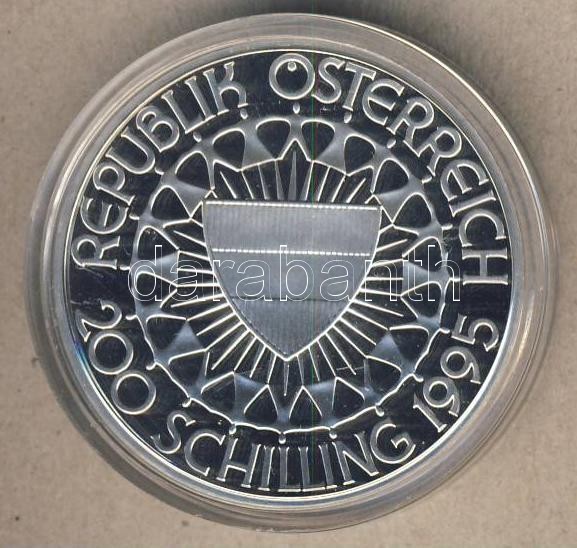 REPUBLIK ÖSTERREICH
200 SCHILLING 1995
darabanth